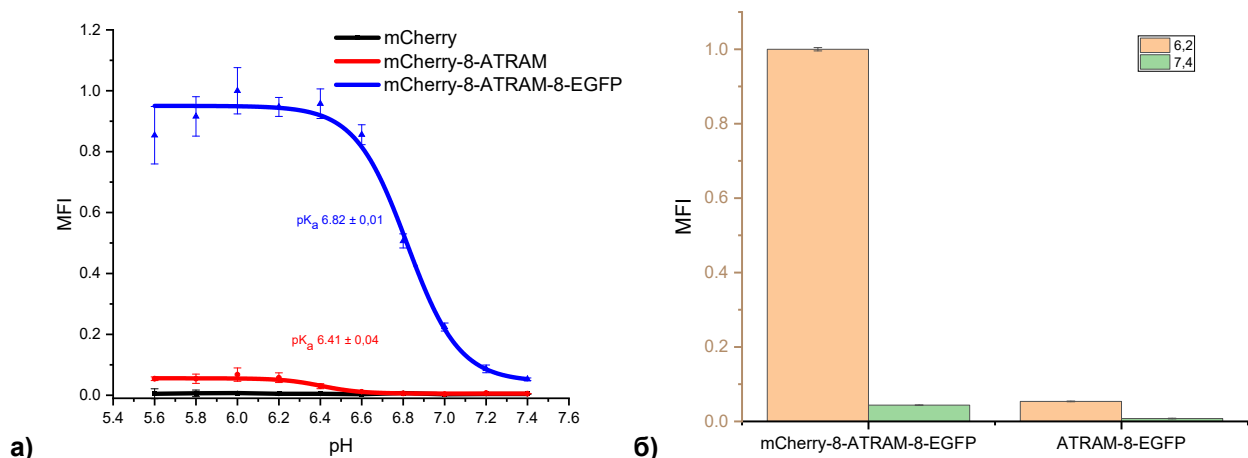 1.2
1.0
0.8
0.6
0.4
0.2
0.0
MFI
mCherry
mCherry-8-ATRAM
mCherry-8-ATRAM-8-EGFP
pKa 6.82 ± 0,01
pKa 6.41 ± 0,04
5.4 5.6 5.8 6.0 6.2 6.4 6.6 6.8 7.0 7.2 7.4 7.6
pH
а)
1.0
0.8
0.6
0.4
0.2
0.0
MFI
6,2
7,4
mCherry-8-ATRAM-8-EGFP ATRAM-8-EGFP
б)